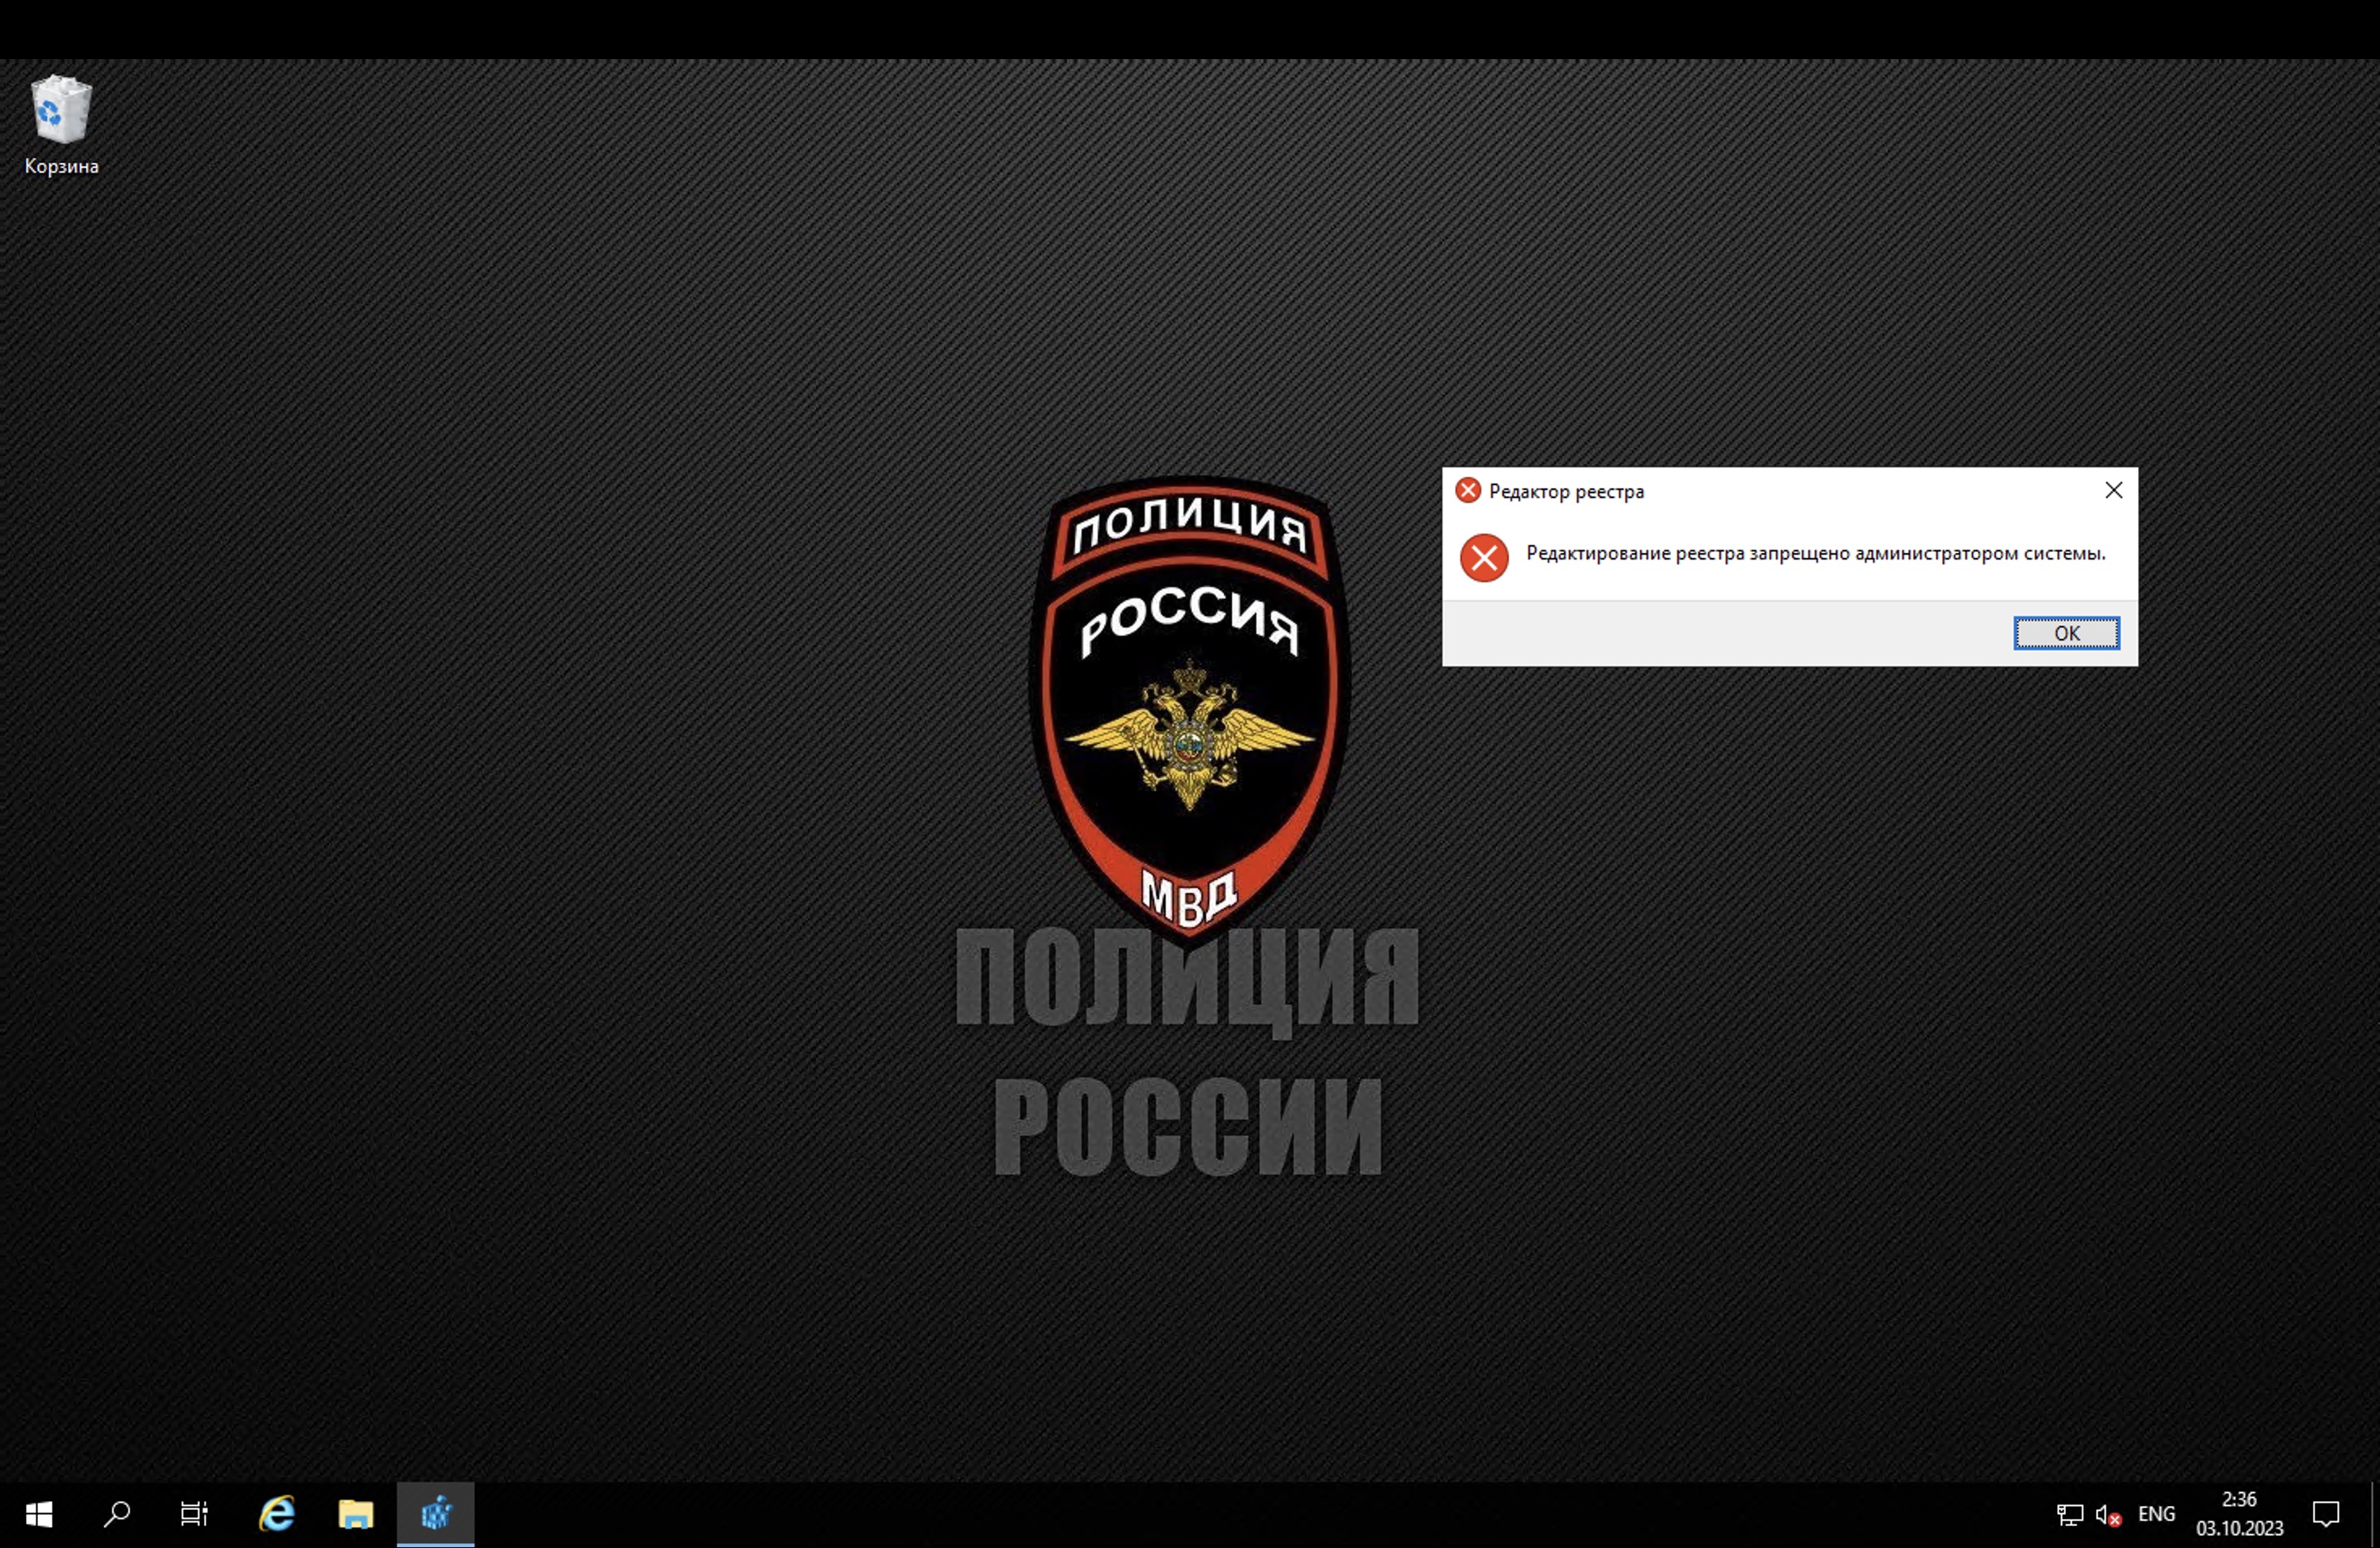 Корзина
Редактор реестра
Редактирование реестра запрещено администратором системы.
OK
ПОЛИЦИЯ
РОССИЯ
МВД
ПОЛИЦИЯ
РОССИИ
ENG
2:36
03.10.2023